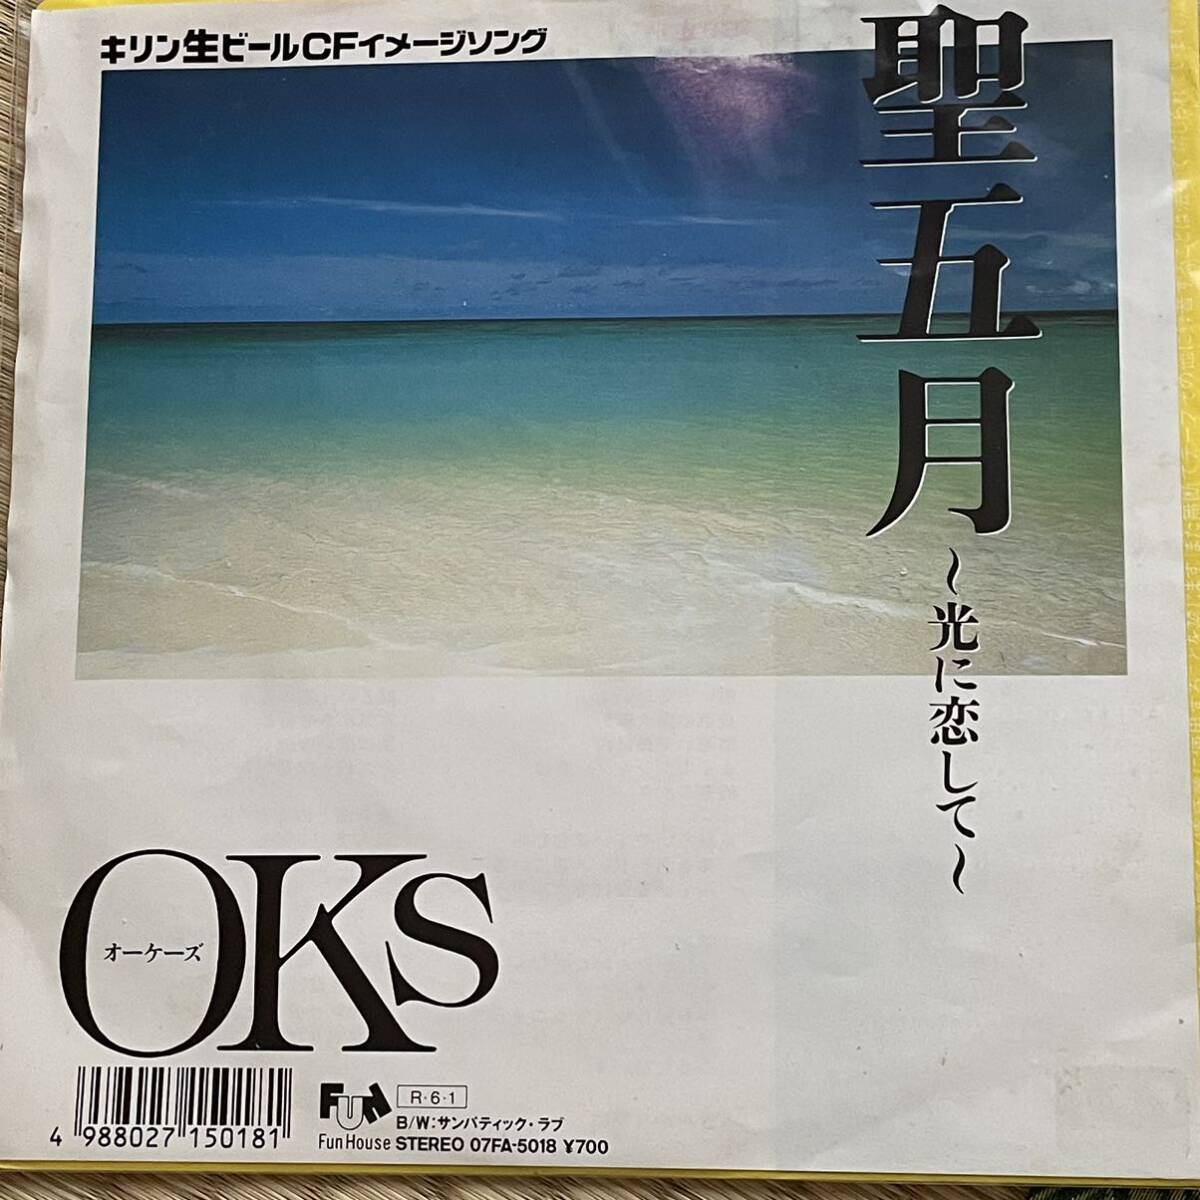 キリン生ビールCFイメージソング
聖五月
〜光に恋して〜
OKs
オーケーズ
4 988027 150181
FUN
Fun House
R・6・1
B/W:サンパティック・ラブ
STEREO 07FA-5018 ¥700